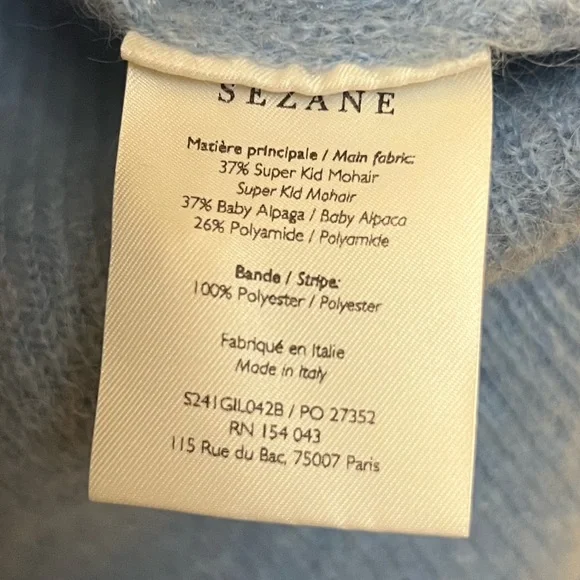 SEZANE
Matière principale / Main fabric:
37% Super Kid Mohair
Super Kid Mohair
37% Baby Alpaga / Baby Alpaca
26% Polyamide / Polyamide
Bande / Stripe:
100% Polyester / Polyester
Fabriqué en Italie
Made in Italy
S241GIL042B / PO 27352
RN 154 043
115 Rue du Bac, 75007 Paris